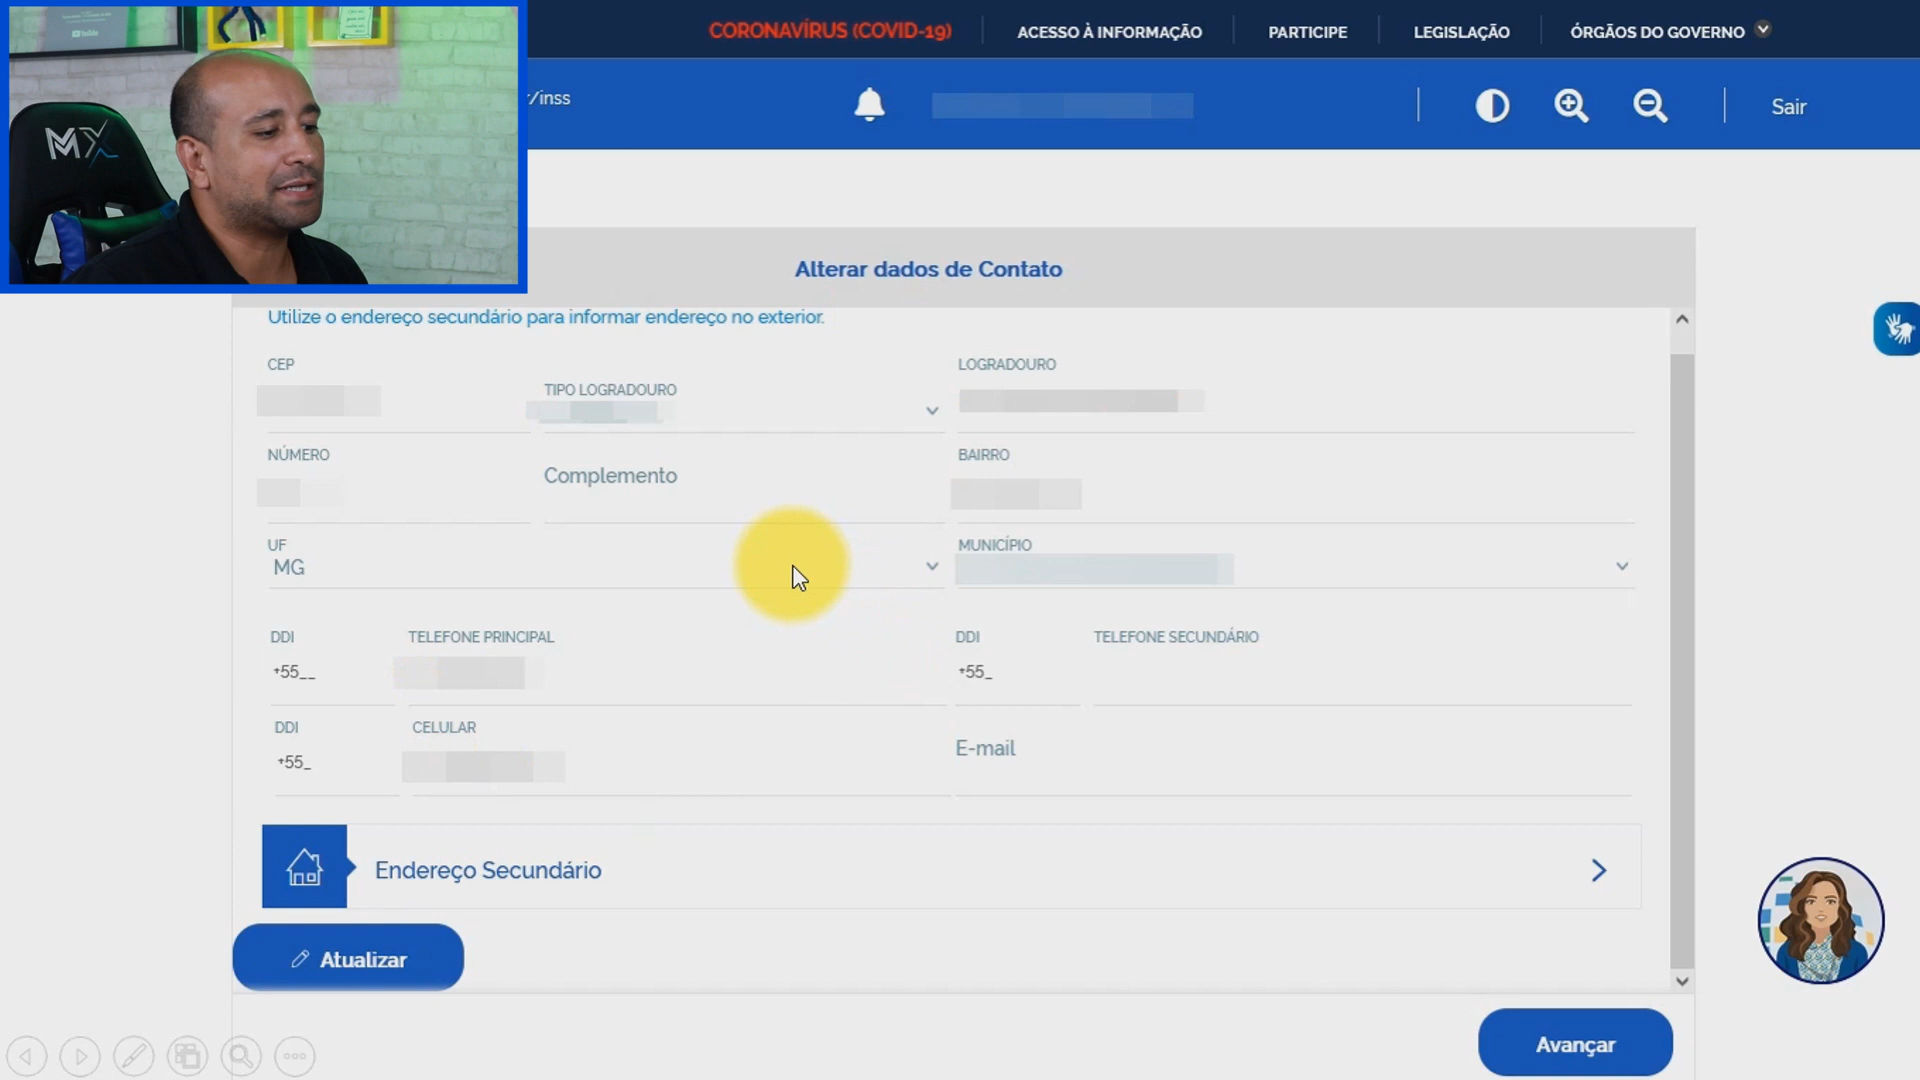 YouTube
MX
CORONAVÍRUS (COVID-19)
ACESSO À INFORMAÇÃO
PARTICIPE
LEGISLAÇÃO
ÓRGÃOS DO GOVERNO
/inss
Sair
Alterar dados de Contato
Utilize o endereço secundário para informar endereço no exterior.
CEP
TIPO LOGRADOURO
LOGRADOURO
NÚMERO
Complemento
BAIRRO
UF
MG
MUNICÍPIO
DDI
TELEFONE PRINCIPAL
DDI
TELEFONE SECUNDÁRIO
+55__
+55_
DDI
CELULAR
E-mail
+55_
Endereço Secundário
Atualizar
Avançar